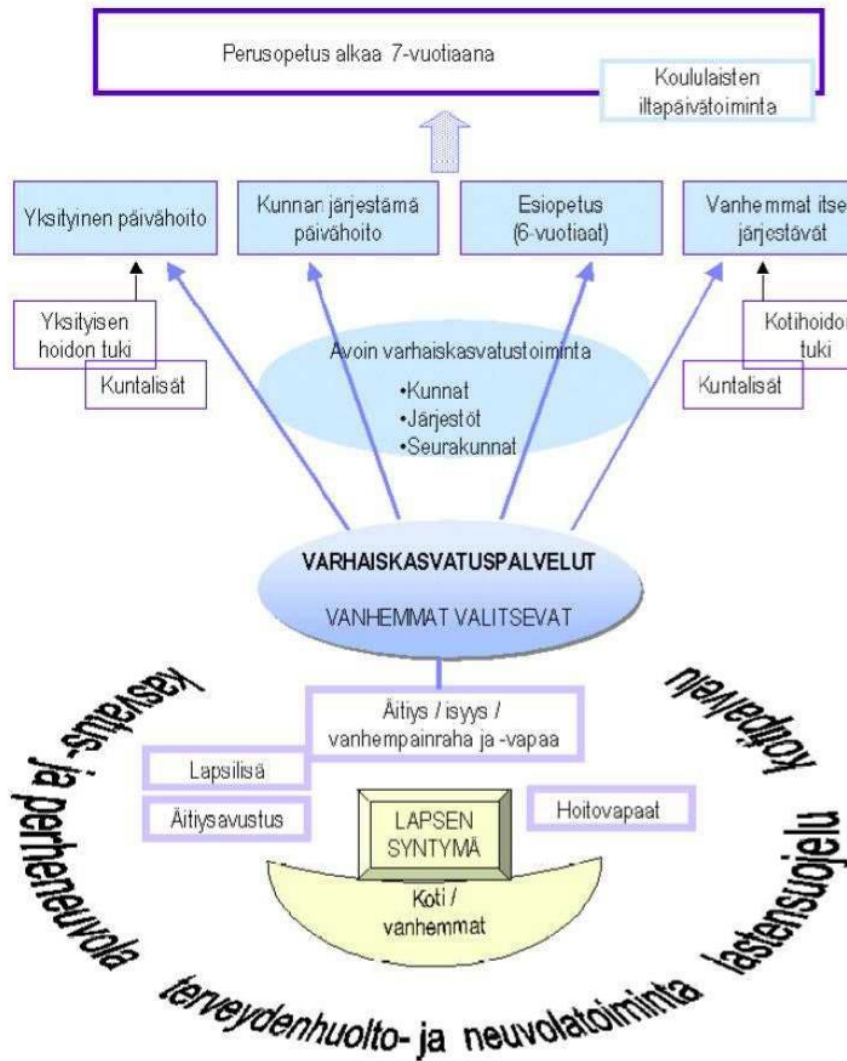 Perusopetus alkaa 7-vuotiaana
Koululaisten
iltapäivätoiminta
Yksityinen päivähoito
Kunnan järjestämä
päivähoito
Esiopetus
(6-vuotiaat)
Vanhemmat itse
järjestävät
Yksityisen
hoidon tuki
Kuntalisät
Avoin varhaiskasvatustoiminta
•Kunnat
•Järjestöt
•Seurakunnat
Kotihoidon
tuki
Kuntalisät
VARHAISKASVATUSPALVELUT
VANHEMMAT VALITSEVAT
Äitiys / isyys /
vanhempainraha ja -vapaa
Lapsilisä
Äitiysavustus
Hoitovapaat
LAPSEN
SYNTYMÄ
Koti /
vanhemmat
kasvatus- ja perheneuvola
terveydenhuolto- ja neuvolatoiminta
lastensuojelu
kotipalvelu